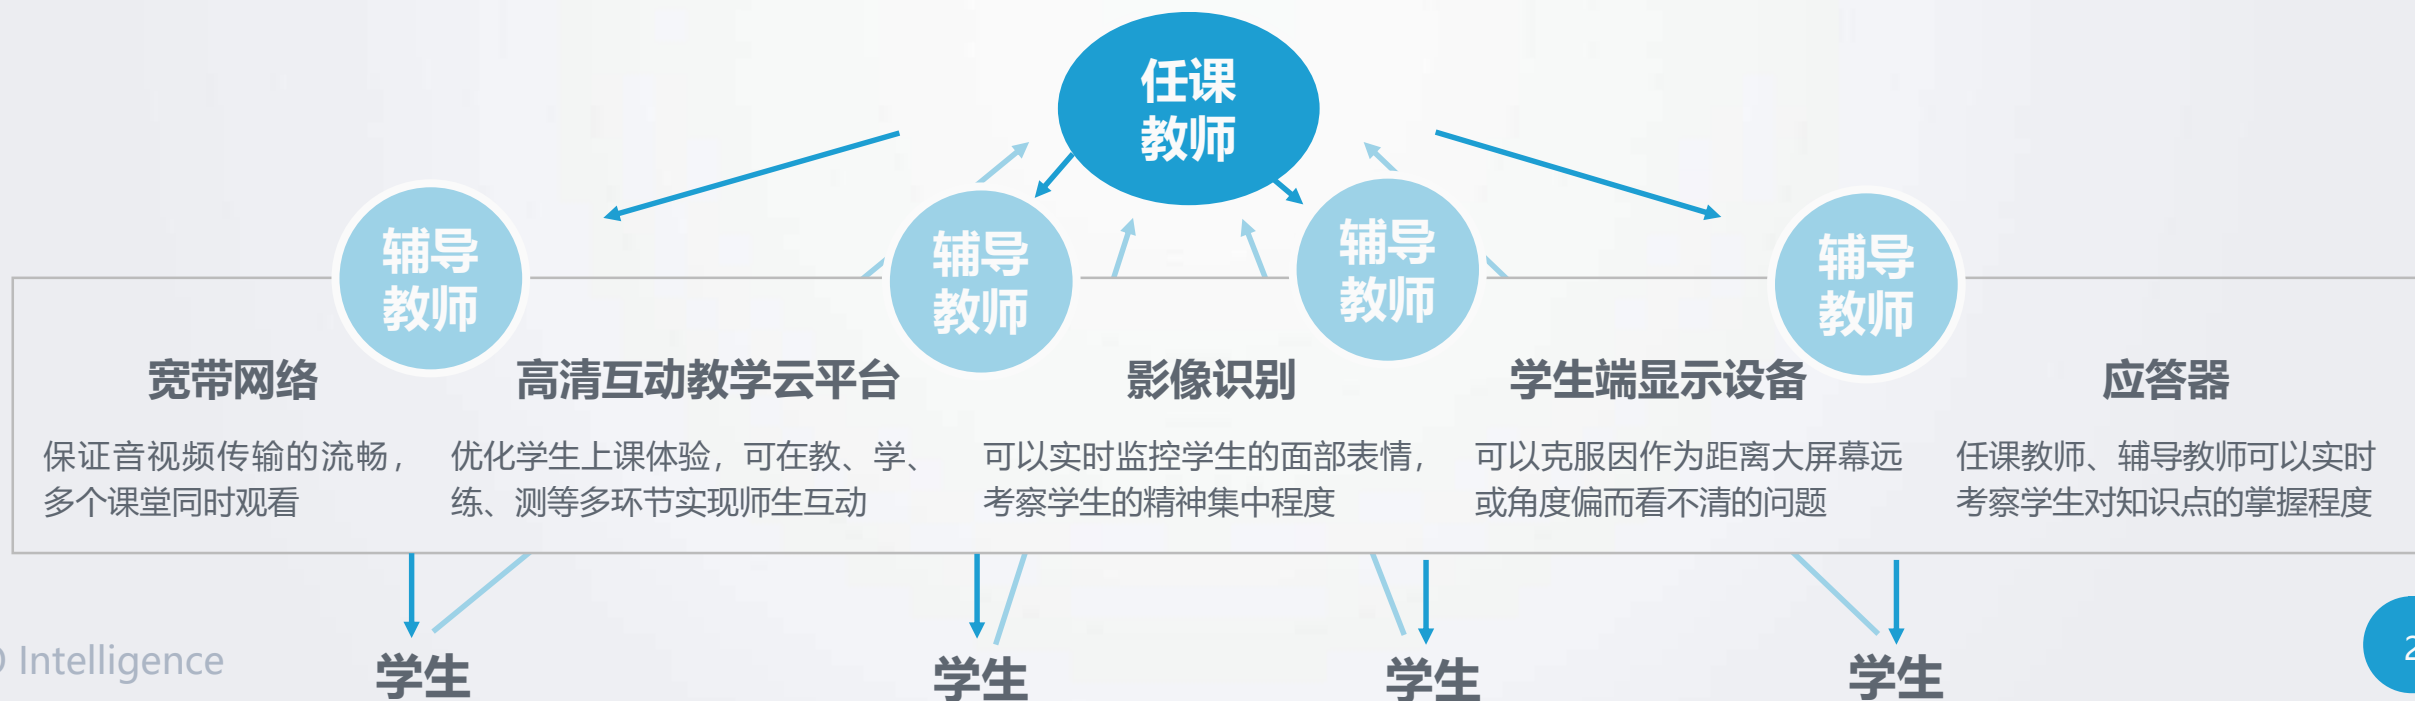 任课
教师
辅导
教师
辅导
教师
辅导
教师
辅导
教师
宽带网络
保证音视频传输的流畅，
多个课堂同时观看
高清互动教学云平台
优化学生上课体验，可在教、学、
练、测等多环节实现师生互动
影像识别
可以实时监控学生的面部表情，
考察学生的精神集中程度
学生端显示设备
可以克服因作为距离大屏幕远
或角度偏而看不清的问题
应答器
任课教师、辅导教师可以实时
考察学生对知识点的掌握程度
学生
学生
学生
学生
Intelligence
2